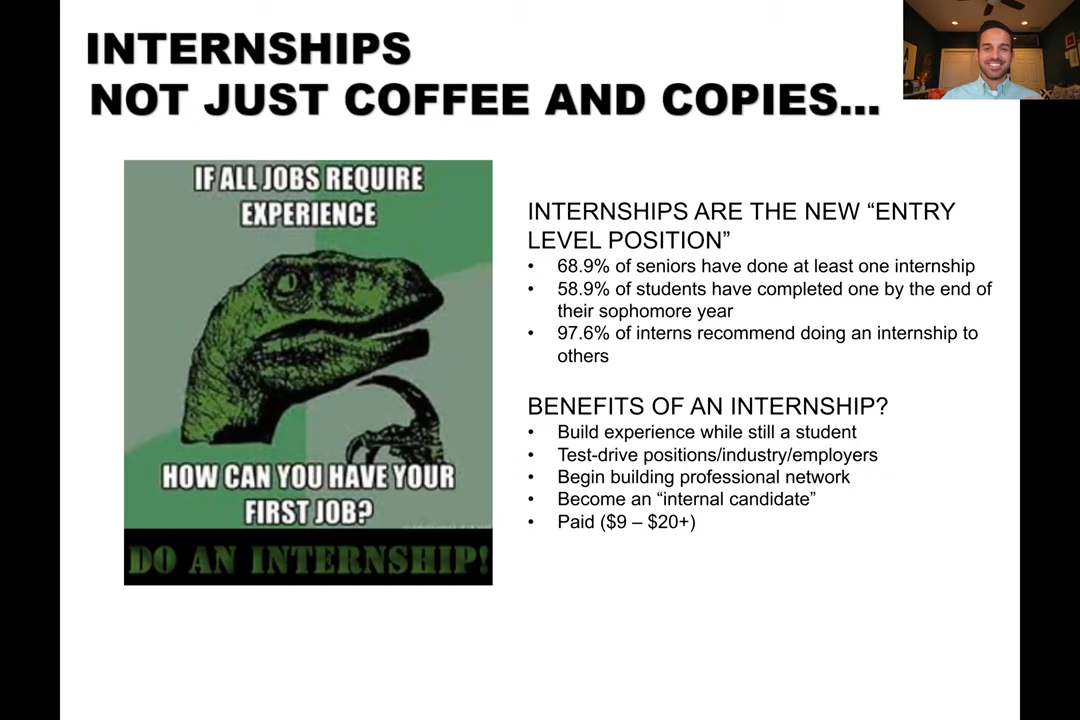 INTERNSHIPS
NOT JUST COFFEE AND COPIES...
IF ALL JOBS REQUIRE
EXPERIENCE
HOW CAN YOU HAVE YOUR
FIRST JOB?
DO AN INTERNSHIP!
INTERNSHIPS ARE THE NEW “ENTRY
LEVEL POSITION”
• 68.9% of seniors have done at least one internship
• 58.9% of students have completed one by the end of
their sophomore year
• 97.6% of interns recommend doing an internship to
others
BENEFITS OF AN INTERNSHIP?
• Build experience while still a student
• Test-drive positions/industry/employers
• Begin building professional network
• Become an “internal candidate”
• Paid ($9 – $20+)